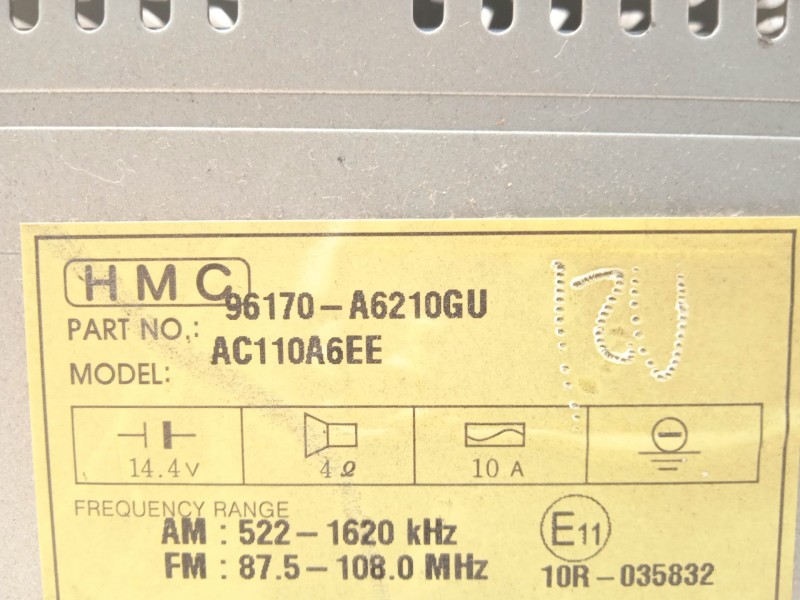 HMC
PART NO.: 96170-A6210GU
MODEL: AC110A6EE
14.4V 4Ω 10 A
FREQUENCY RANGE
AM : 522-1620 kHz
FM : 87.5-108.0 MHz
E11
10R-035832